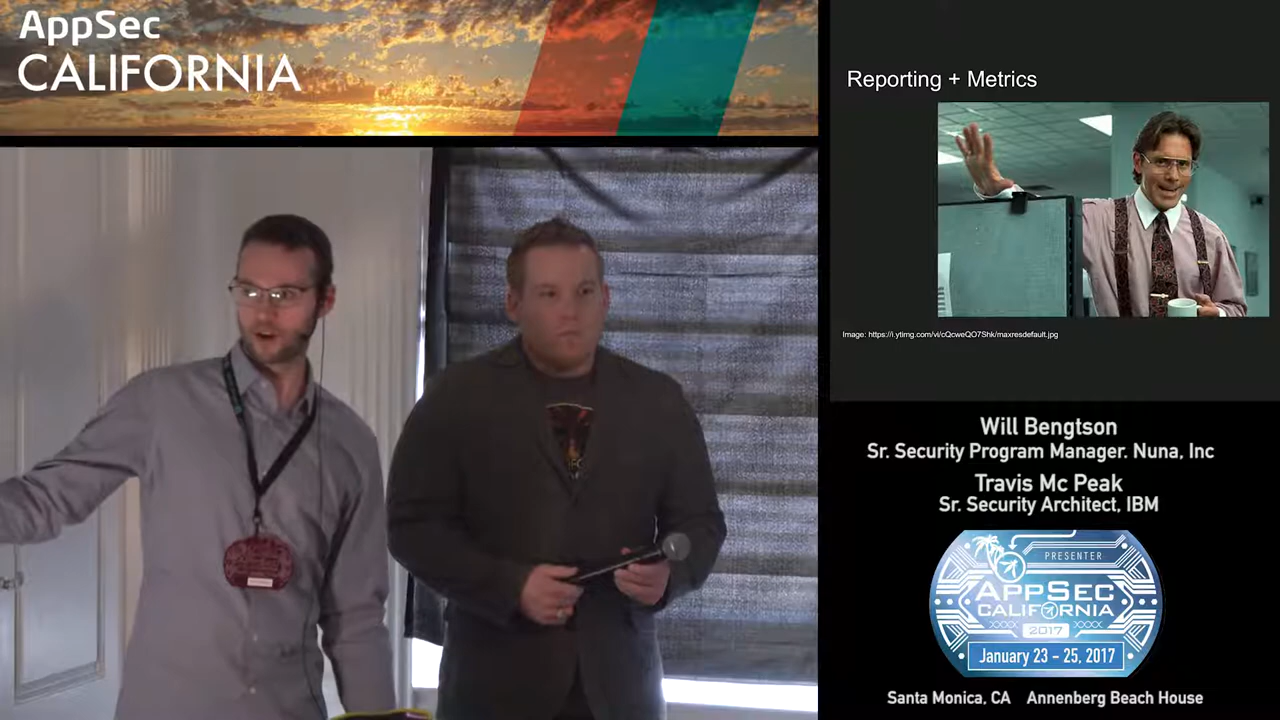 AppSec
CALIFORNIA
Reporting + Metrics
Image: https://i.ytimg.com/vi/cQcweQO7Shk/maxresdefault.jpg
Will Bengtson
Sr. Security Program Manager. Nuna, Inc
Travis Mc Peak
Sr. Security Architect, IBM
PRESENTER
APPSEC
CALIFORNIA
2017
January 23 - 25, 2017
Santa Monica, CA Annenberg Beach House